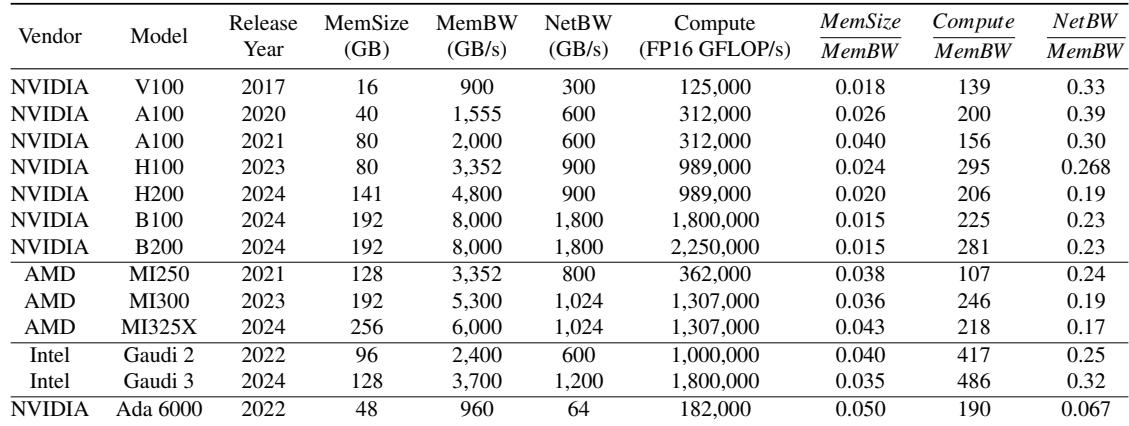 Vendor Model Release Year MemSize (GB) MemBW (GB/s) NetBW (GB/s) Compute (FP16 GFLOP/s) MemSize/MemBW Compute/MemBW NetBW/MemBW
NVIDIA V100 2017 16 900 300 125,000 0.018 139 0.33
NVIDIA A100 2020 40 1,555 600 312,000 0.026 200 0.39
NVIDIA A100 2021 80 2,000 600 312,000 0.040 156 0.30
NVIDIA H100 2023 80 3,352 900 989,000 0.024 295 0.268
NVIDIA H200 2024 141 4,800 900 989,000 0.020 206 0.19
NVIDIA B100 2024 192 8,000 1,800 1,800,000 0.015 225 0.23
NVIDIA B200 2024 192 8,000 1,800 2,250,000 0.015 281 0.23
AMD MI250 2021 128 3,352 800 362,000 0.038 107 0.24
AMD MI300 2023 192 5,300 1,024 1,307,000 0.036 246 0.19
AMD MI325X 2024 256 6,000 1,024 1,307,000 0.043 218 0.17
Intel Gaudi 2 2022 96 2,400 600 1,000,000 0.040 417 0.25
Intel Gaudi 3 2024 128 3,700 1,200 1,800,000 0.035 486 0.32
NVIDIA Ada 6000 2022 48 960 64 182,000 0.050 190 0.067